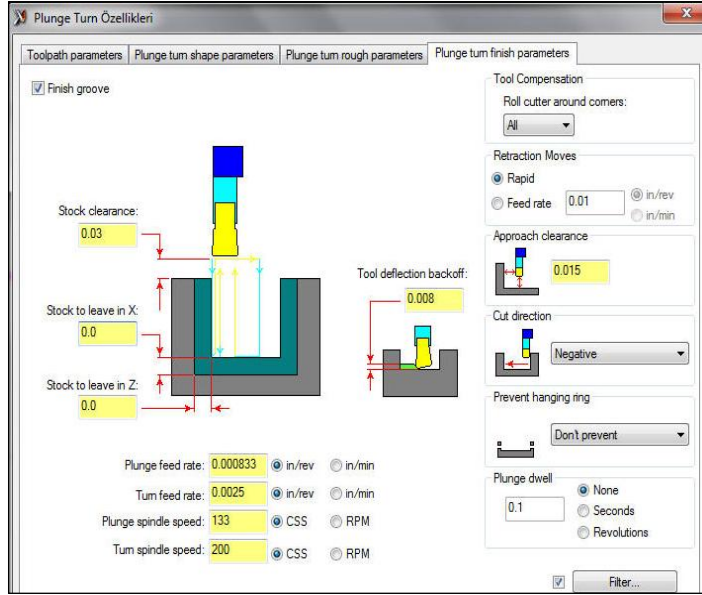 Plunge Turn Özellikleri
Toolpath parameters
Plunge turn shape parameters
Plunge turn rough parameters
Plunge turn finish parameters
Finish groove
Stock clearance:
0.03
Stock to leave in X:
0.0
Stock to leave in Z:
0.0
Tool deflection backoff:
0.008
Plunge feed rate: 0.000833 in/rev in/min
Turn feed rate: 0.0025 in/rev in/min
Plunge spindle speed: 133 CSS RPM
Turn spindle speed: 200 CSS RPM
Tool Compensation
Roll cutter around corners:
All
Retraction Moves
Rapid
Feed rate 0.01 in/rev
in/min
Approach clearance
0.015
Cut direction
Negative
Prevent hanging ring
Don't prevent
Plunge dwell
0.1
None
Seconds
Revolutions
Filter...